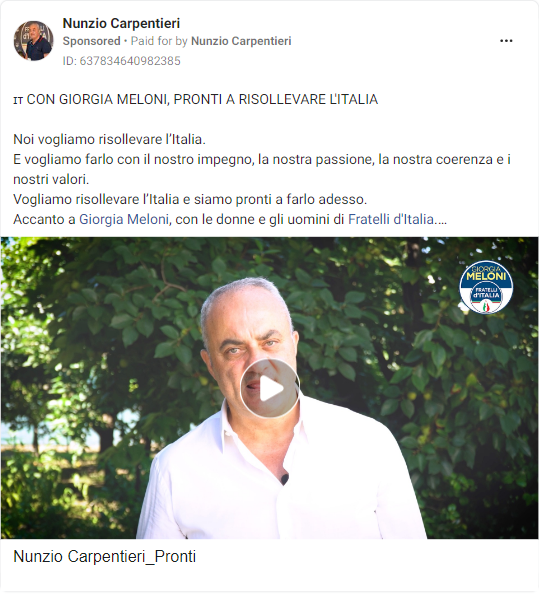 Nunzio Carpentieri
Sponsored • Paid for by Nunzio Carpentieri
ID: 637834640982385
IT CON GIORGIA MELONI, PRONTI A RISOLLEVARE L'ITALIA
Noi vogliamo risollevare l'Italia.
E vogliamo farlo con il nostro impegno, la nostra passione, la nostra coerenza e i
nostri valori.
Vogliamo risollevare l'Italia e siamo pronti a farlo adesso.
Accanto a Giorgia Meloni, con le donne e gli uomini di Fratelli d'Italia....
GIORGIA
MELONI
FRATELLI
d'ITALIA
Nunzio Carpentieri_Pronti